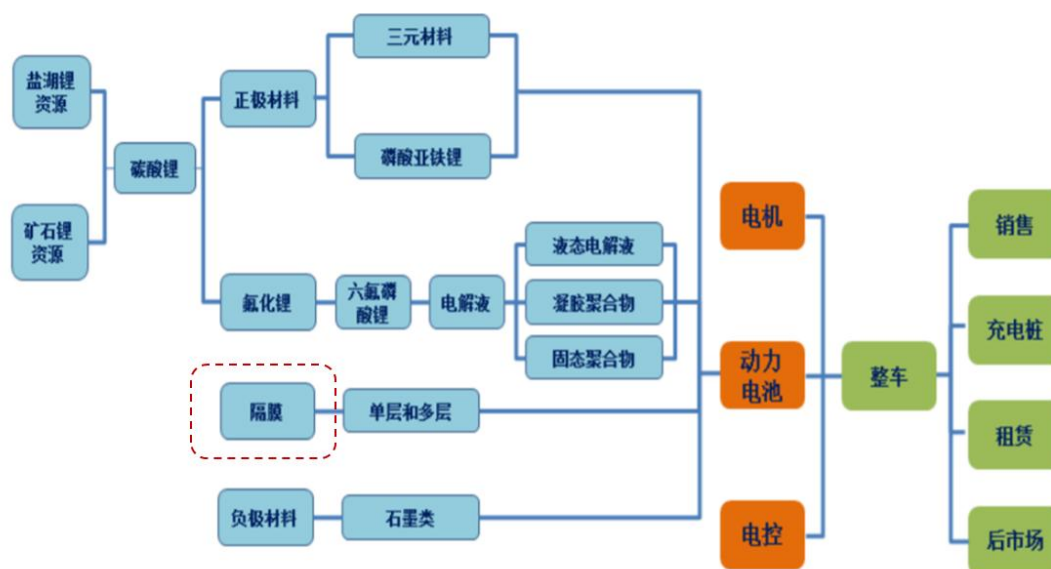 盐湖锂
资源
矿石锂
资源
碳酸锂
正极材料
三元材料
磷酸亚铁锂
氟化锂
六氟磷
酸锂
电解液
液态电解液
凝胶聚合物
固态聚合物
隔膜
单层和多层
负极材料
石墨类
电机
动力
电池
电控
整车
销售
充电桩
租赁
后市场